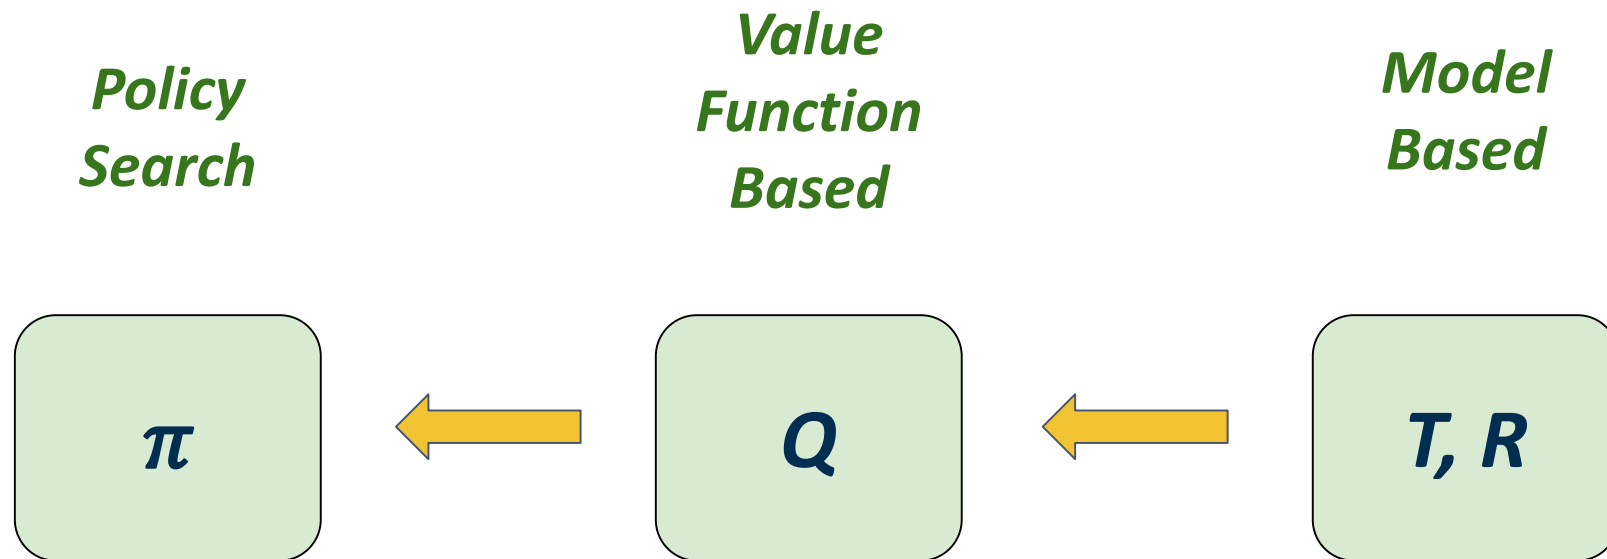 Policy
Search
Value
Function
Based
Model
Based
π
Q
T, R